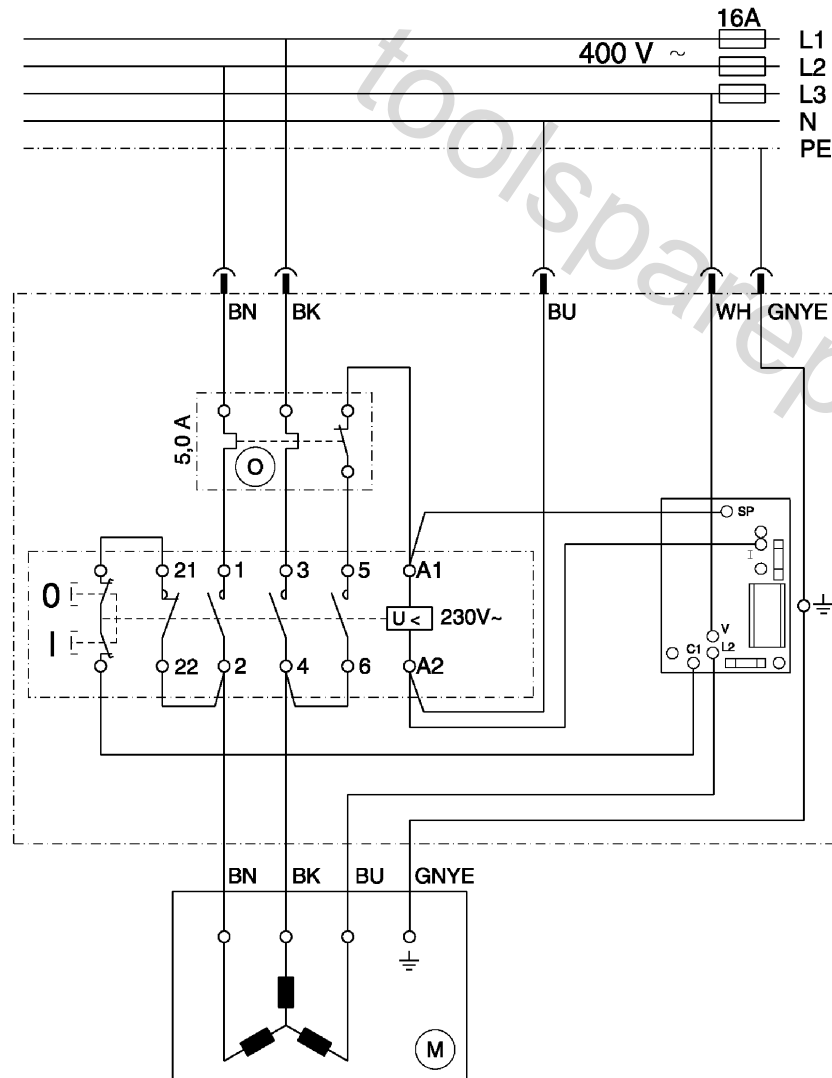 16A
400 V ~ L1
L2
L3
N
PE
BN BK BU WH GNYE
5,0 A
O
SP
I
21 1 3 5 A1
0
U < 230V~
I
V
C1 L2
22 2 4 6 A2
BN BK BU GNYE
M
toolsparep